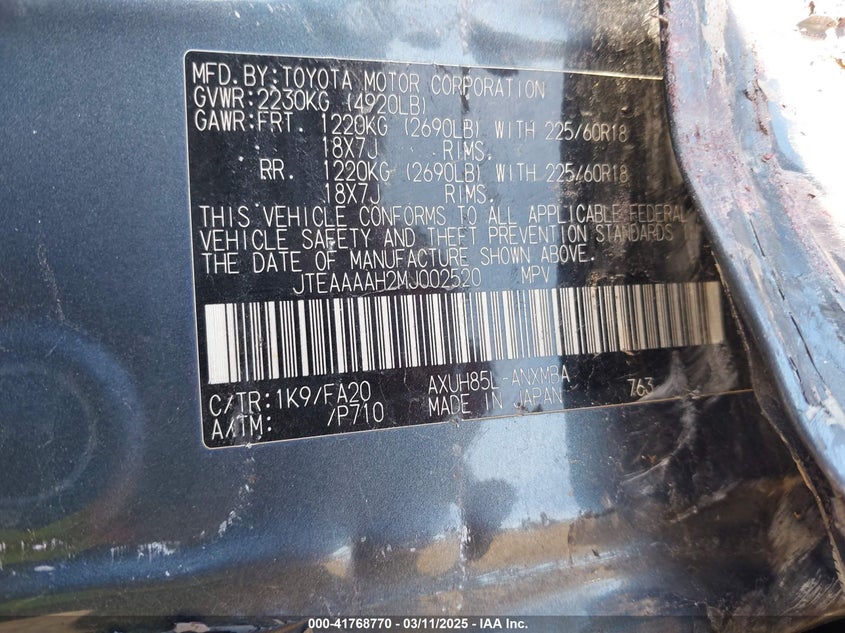 MFD.BY:TOYOTA MOTOR CORPORATION
GVWR:2230KG (4920LB)
GAWR:FRT. 1220KG (2690LB) WITH 225/60R18
18X7J RIMS.
RR. 1220KG (2690LB) WITH 225/60R18
18X7J RIMS.
THIS VEHICLE CONFORMS TO ALL APPLICABLE FEDERAL
VEHICLE SAFETY AND THEFT PREVENTION STANDARDS
THE DATE OF MANUFACTURE SHOWN ABOVE.
JTEAAAAH2MJ002520 MPV
C/TR:1K9/FA20 AXUH85L-ANXMBA 763
A/TM: /P710 MADE IN JAPAN
000-41768770 - 03/11/2025 - IAA Inc.